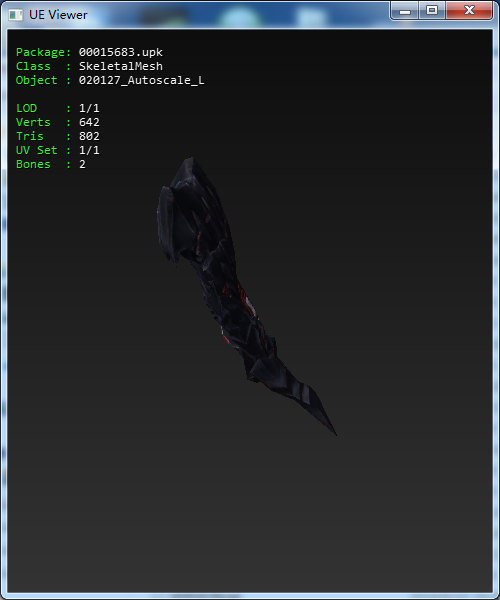 UE Viewer
Package: 00015683.upk
Class : SkeletalMesh
Object : 020127_Autoscale_L
LOD : 1/1
Verts : 642
Tris : 802
UV Set : 1/1
Bones : 2